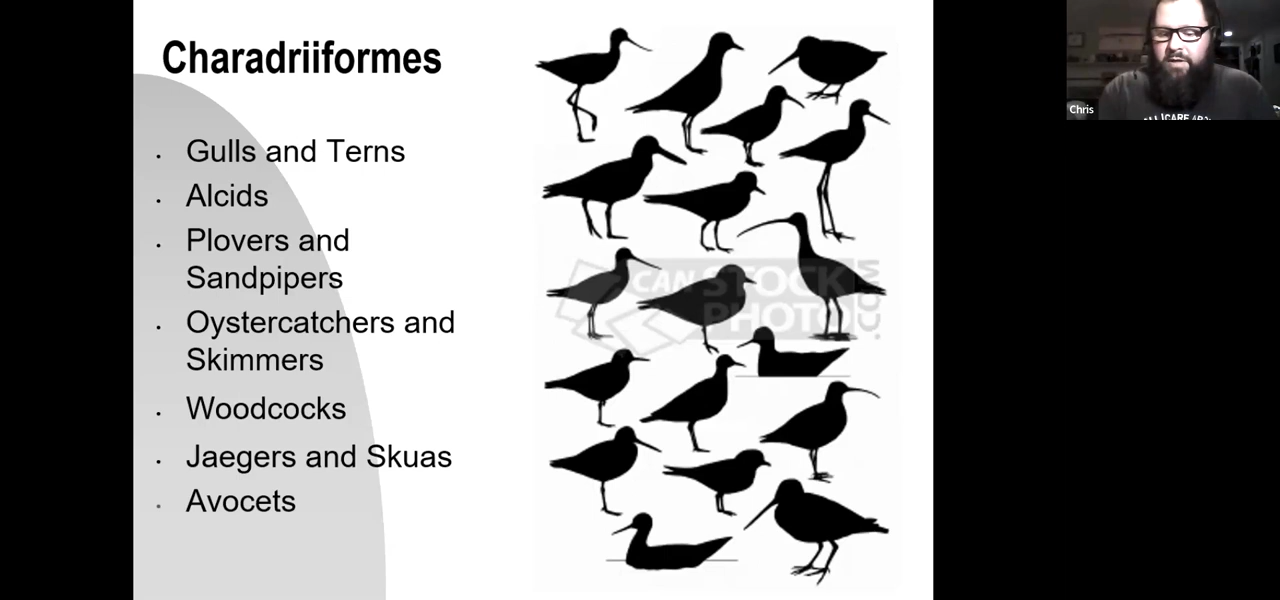 Charadriiformes
Gulls and Terns
Alcids
Plovers and
Sandpipers
Oystercatchers and
Skimmers
Woodcocks
Jaegers and Skuas
Avocets
CAN STOCK
PHOTO
.COM
Chris